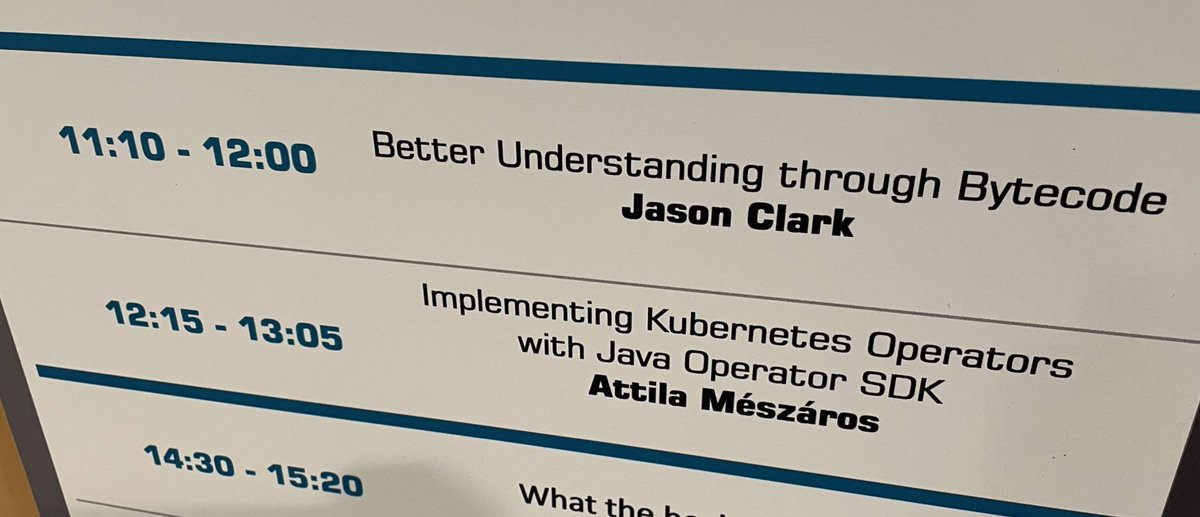 11:10 - 12:00
Better Understanding through Bytecode
Jason Clark
12:15 - 13:05
Implementing Kubernetes Operators
with Java Operator SDK
Attila Mészáros
14:30 - 15:20
What the